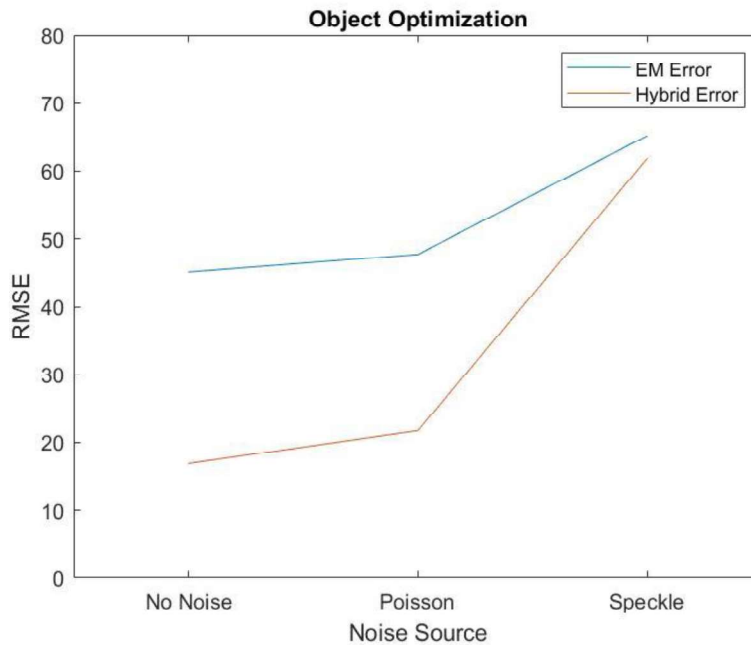 Object Optimization
80
70
60
50
40
30
20
10
0
RMSE
EM Error
Hybrid Error
No Noise
Poisson
Speckle
Noise Source